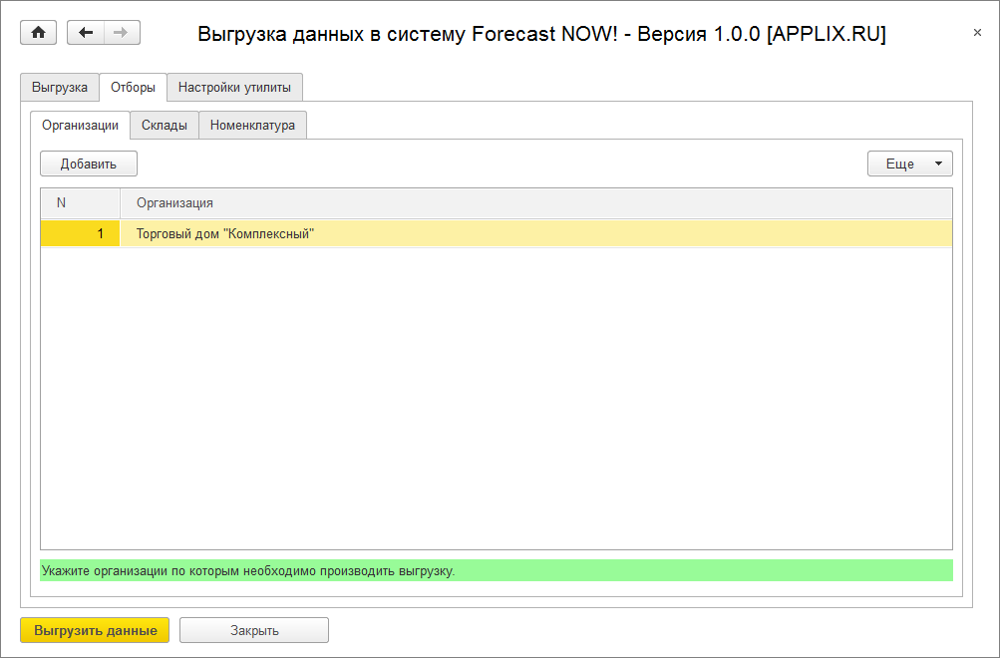 Выгрузка данных в систему Forecast NOW! - Версия 1.0.0 [APPLIX.RU]
Выгрузка Отборы Настройки утилиты
Организации Склады Номенклатура
Добавить Еще
N Организация
1 Торговый дом "Комплексный"
Укажите организации по которым необходимо производить выгрузку.
Выгрузить данные Закрыть